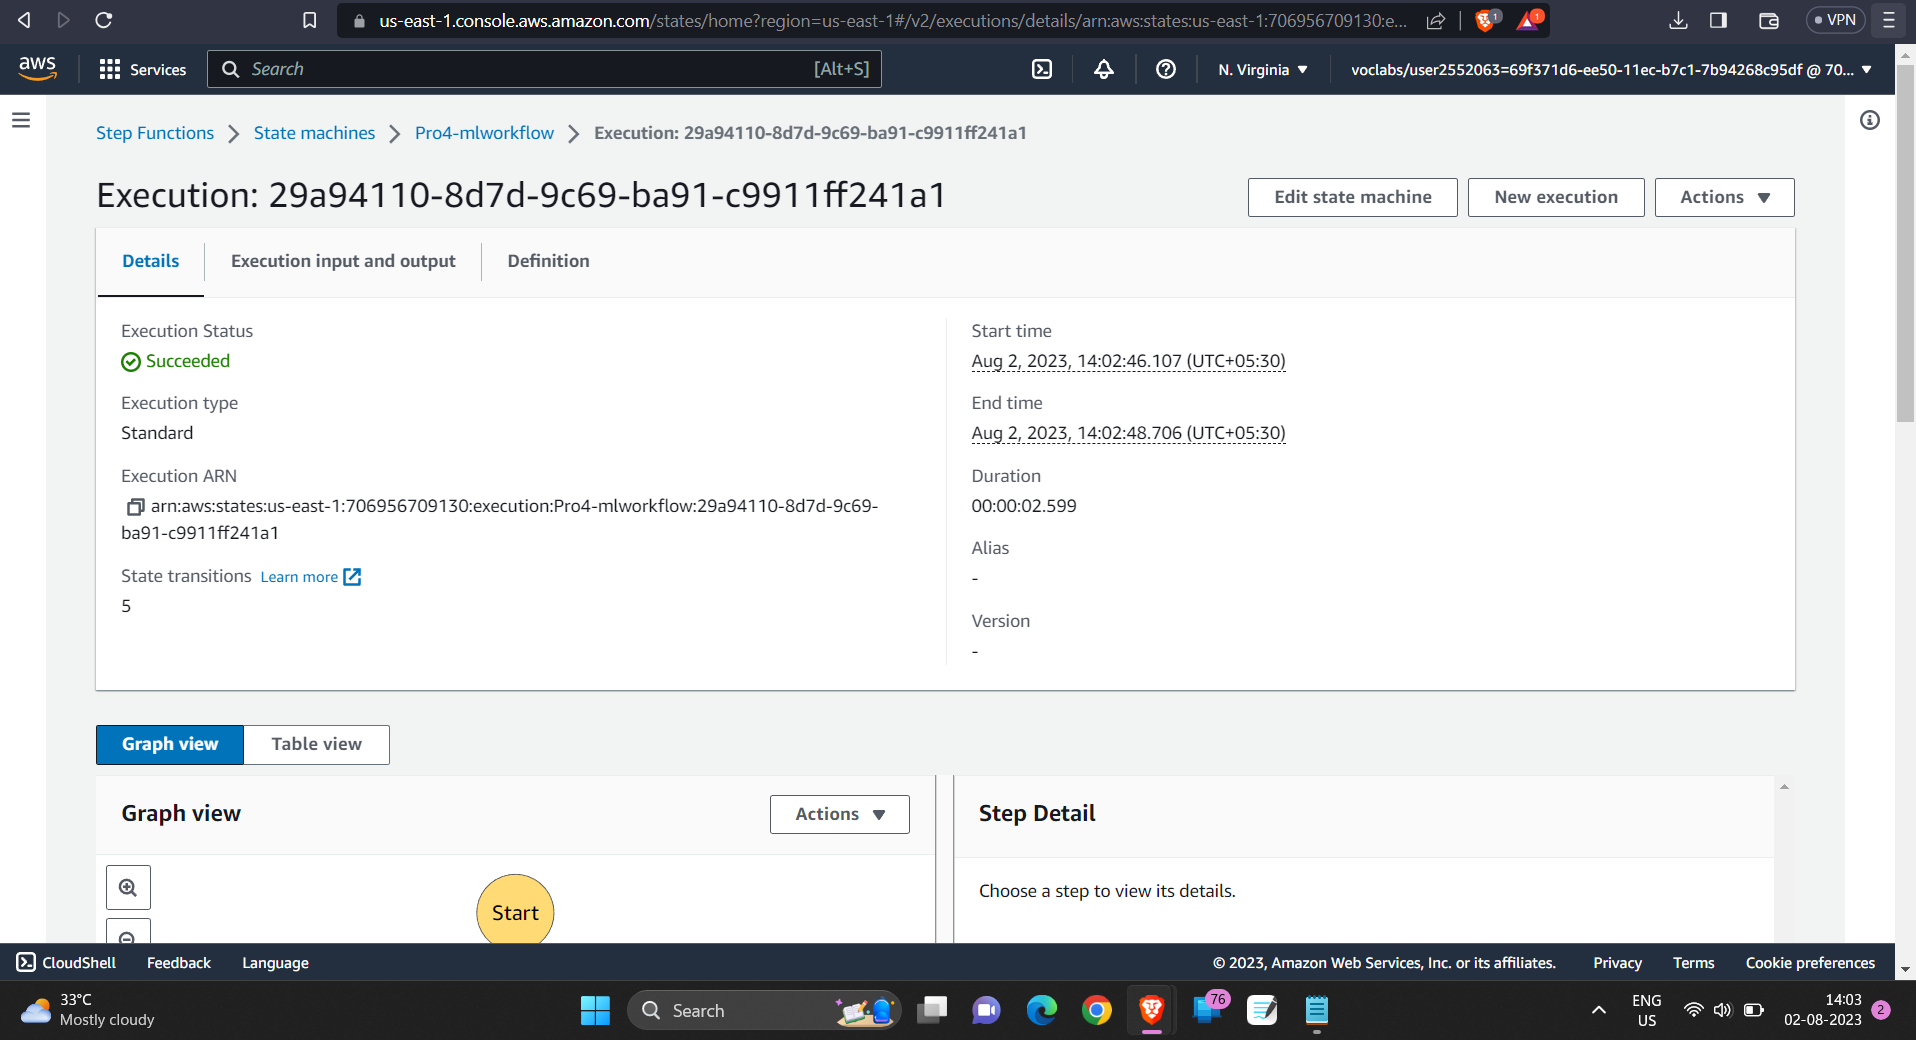 us-east-1.console.aws.amazon.com/states/home?region=us-east-1#/v2/executions/details/arn:aws:states:us-east-1:706956709130:e...
1
1
VPN
aws
Services
Search
[Alt+S]
N. Virginia
voclabs/user2552063=69f371d6-ee50-11ec-b7c1-7b94268c95df @ 70...
Step Functions
State machines
Pro4-mlworkflow
Execution: 29a94110-8d7d-9c69-ba91-c9911ff241a1
Execution: 29a94110-8d7d-9c69-ba91-c9911ff241a1
Edit state machine
New execution
Actions
Details
Execution input and output
Definition
Execution Status
Succeeded
Execution type
Standard
Execution ARN
arn:aws:states:us-east-1:706956709130:execution:Pro4-mlworkflow:29a94110-8d7d-9c69-
ba91-c9911ff241a1
State transitions Learn more
5
Start time
Aug 2, 2023, 14:02:46.107 (UTC+05:30)
End time
Aug 2, 2023, 14:02:48.706 (UTC+05:30)
Duration
00:00:02.599
Alias
-
Version
-
Graph view
Table view
Graph view
Actions
Start
Step Detail
Choose a step to view its details.
CloudShell
Feedback
Language
© 2023, Amazon Web Services, Inc. or its affiliates.
Privacy
Terms
Cookie preferences
33°C
Mostly cloudy
Search
76
ENG
US
14:03
02-08-2023
2